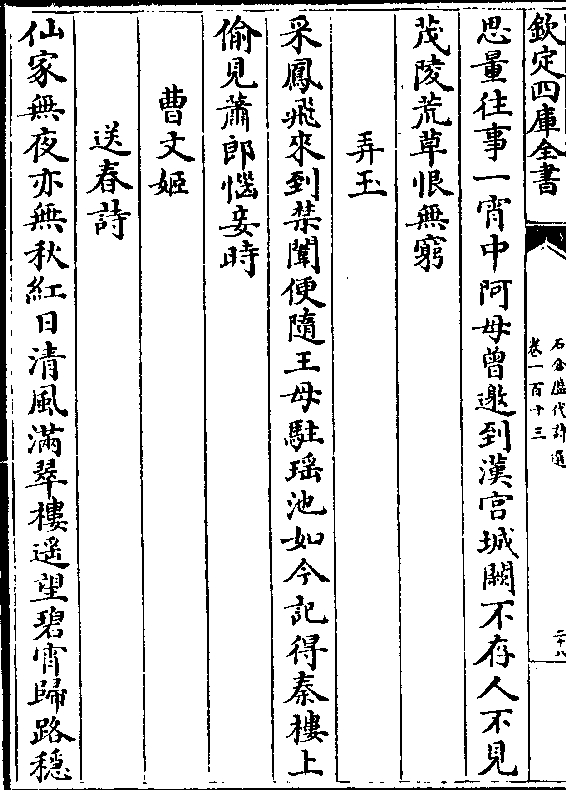 欽定四庫全書
石倉歷代詩選
卷一百十三
二十八
思量往事一宵中阿母曾邀到漢宫城闕不存人不見
茂陵荒草恨無窮
弄玉
采鳳飛來到禁闈便隨王母駐瑶池如今記得秦樓上
偷見蕭郎惱妾時
曹文姬
送春詩
仙家無夜亦無秋紅日清風滿翠樓遥望碧霄歸路穩